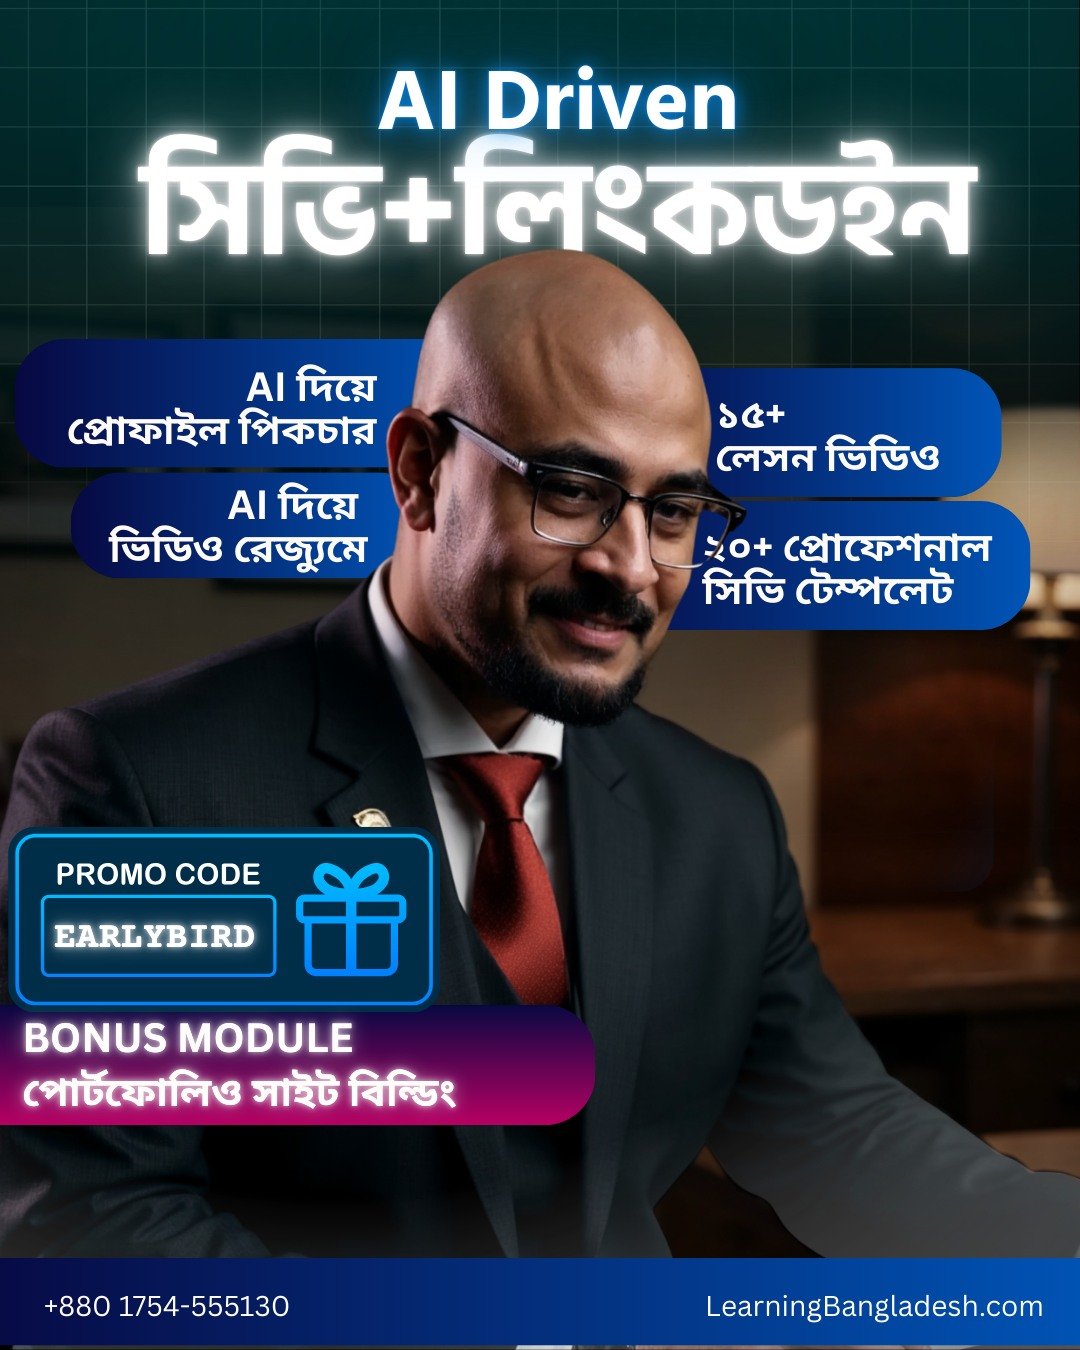 AI Driven
সিভি+লিংকডইন
AI দিয়ে
প্রোফাইল পিকচার
AI দিয়ে
ভিডিও রেজ্যুমে
১৫+
লেসন ভিডিও
২০+ প্রোফেশনাল
সিভি টেম্পলেট
PROMO CODE
EARLYBIRD
BONUS MODULE
পোর্টফোলিও সাইট বিল্ডিং
+880 1754-555130
LearningBangladesh.com